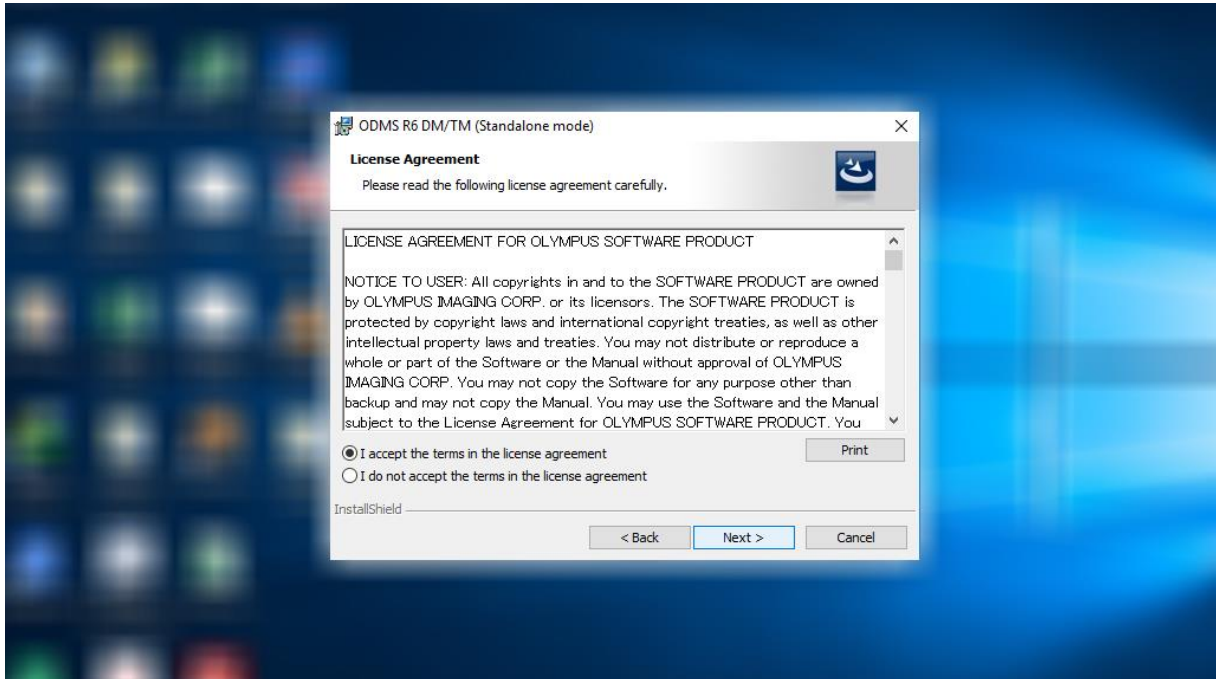 ODMS R6 DM/TM (Standalone mode)
License Agreement
Please read the following license agreement carefully.
LICENSE AGREEMENT FOR OLYMPUS SOFTWARE PRODUCT
NOTICE TO USER: All copyrights in and to the SOFTWARE PRODUCT are owned
by OLYMPUS IMAGING CORP. or its licensors. The SOFTWARE PRODUCT is
protected by copyright laws and international copyright treaties, as well as other
intellectual property laws and treaties. You may not distribute or reproduce a
whole or part of the Software or the Manual without approval of OLYMPUS
IMAGING CORP. You may not copy the Software for any purpose other than
backup and may not copy the Manual. You may use the Software and the Manual
subject to the License Agreement for OLYMPUS SOFTWARE PRODUCT. You
I accept the terms in the license agreement
Print
I do not accept the terms in the license agreement
InstallShield
< Back
Next >
Cancel